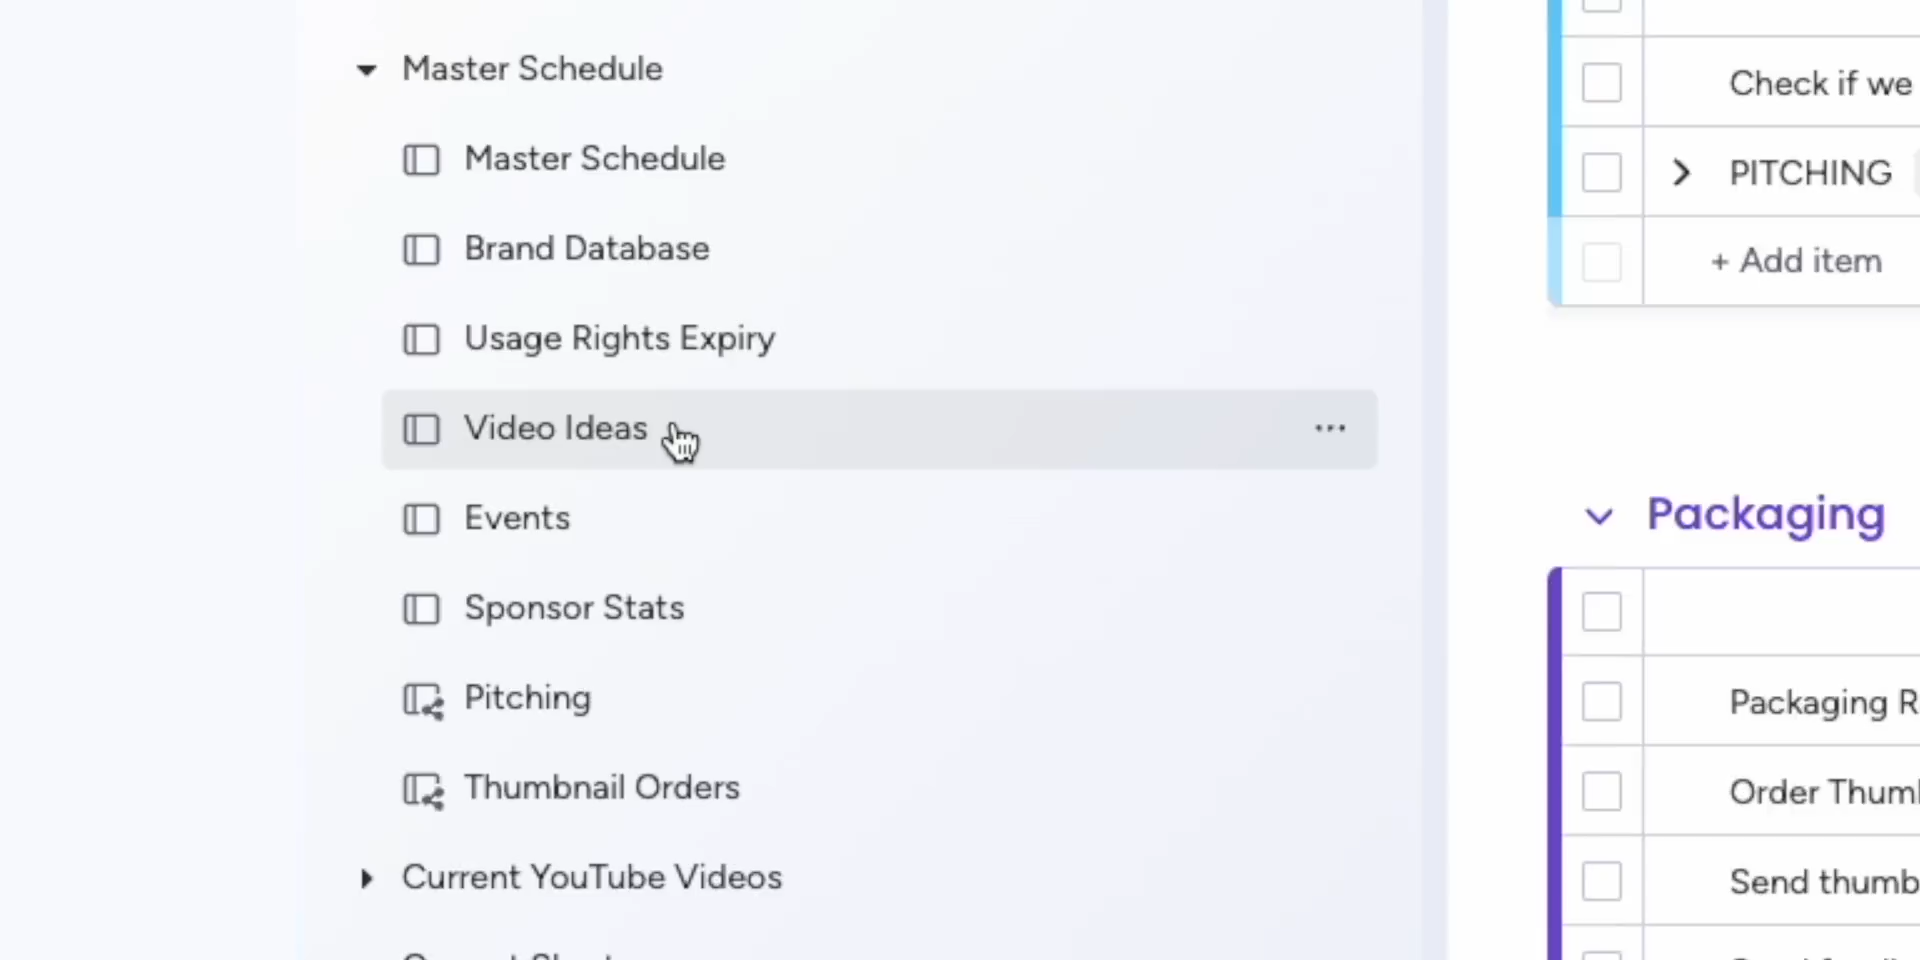 Master Schedule
Master Schedule
Brand Database
Usage Rights Expiry
Video Ideas
Events
Sponsor Stats
Pitching
Thumbnail Orders
Current YouTube Videos
Check if we
PITCHING
+ Add item
Packaging
Packaging R
Order Thum
Send thumb